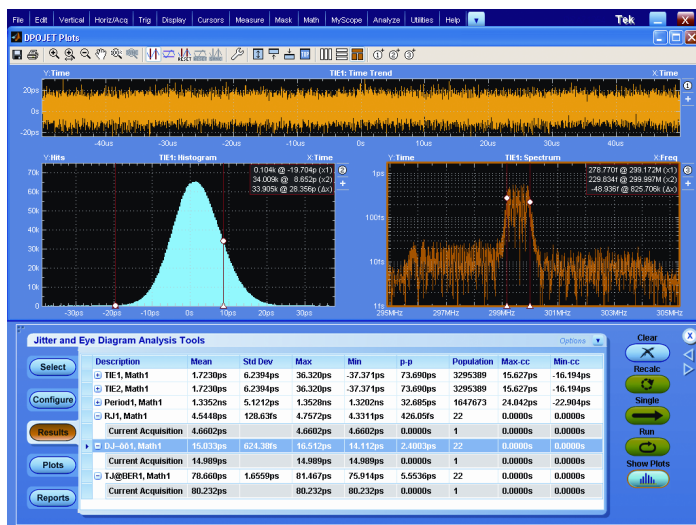 File Edit Vertical Horiz/Acq Trig Display Cursors Measure Mask Math MyScope Analyze Utilities Help Tek
DPOJET Plots
RESET
Y:Time TIE1: Time Trend X:Time
20ps
0s
-20ps
-40us -30us -20us -10us 0s 10us 20us 30us 40us
Y:Hits TIE1: Histogram X:Time
0.104k @ -19.704p (x1)
34.009k @ 8.652p (x2)
33.905k @ 28.356p (Δx)
70k
60k
50k
40k
30k
20k
10k
0
-30ps -20ps -10ps 0s 10ps 20ps 30ps
Y:Time TIE1: Spectrum X:Freq
278.770f @ 299.172M (x1)
229.834f @ 299.997M (x2)
-48.936f @ 825.706k (Δx)
1ps
100fs
10fs
1fs
295MHz 297MHz 299MHz 301MHz 303MHz 305MHz
Jitter and Eye Diagram Analysis Tools Options
Select
Configure
Results
Plots
Reports
Description Mean Std Dev Max Min p-p Population Max-cc Min-cc
TIE1, Math1 1.7230ps 6.2394ps 36.320ps -37.371ps 73.690ps 3295389 15.627ps -16.194ps
TIE2, Math1 1.7230ps 6.2394ps 36.320ps -37.371ps 73.690ps 3295389 15.627ps -16.194ps
Period1, Math1 1.3352ns 5.1212ps 1.3528ns 1.3202ns 32.685ps 1647673 24.042ps -22.904ps
RJ1, Math1 4.5448ps 128.63fs 4.7572ps 4.3311ps 426.05fs 22 0.0000s 0.0000s
Current Acquisition 4.6602ps 4.6602ps 4.6602ps 0.0000s 1 0.0000s 0.0000s
DJ-δδ1, Math1 15.033ps 624.38fs 16.512ps 14.112ps 2.4003ps 22 0.0000s 0.0000s
Current Acquisition 14.989ps 14.989ps 14.989ps 0.0000s 1 0.0000s 0.0000s
TJ@BER1, Math1 78.660ps 1.6559ps 81.467ps 75.914ps 5.5536ps 22 0.0000s 0.0000s
Current Acquisition 80.232ps 80.232ps 80.232ps 0.0000s 1 0.0000s 0.0000s
Clear
Recalc
Single
Run
Show Plots